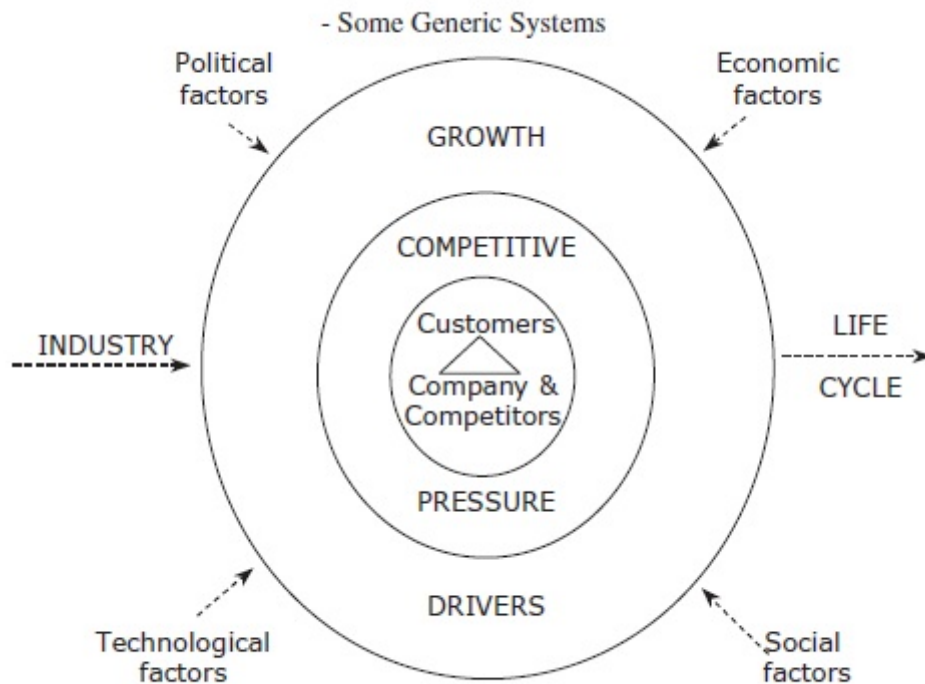 - Some Generic Systems
Political
factors
Economic
factors
GROWTH
COMPETITIVE
Customers
INDUSTRY
LIFE
CYCLE
Company &
Competitors
PRESSURE
DRIVERS
Technological
factors
Social
factors